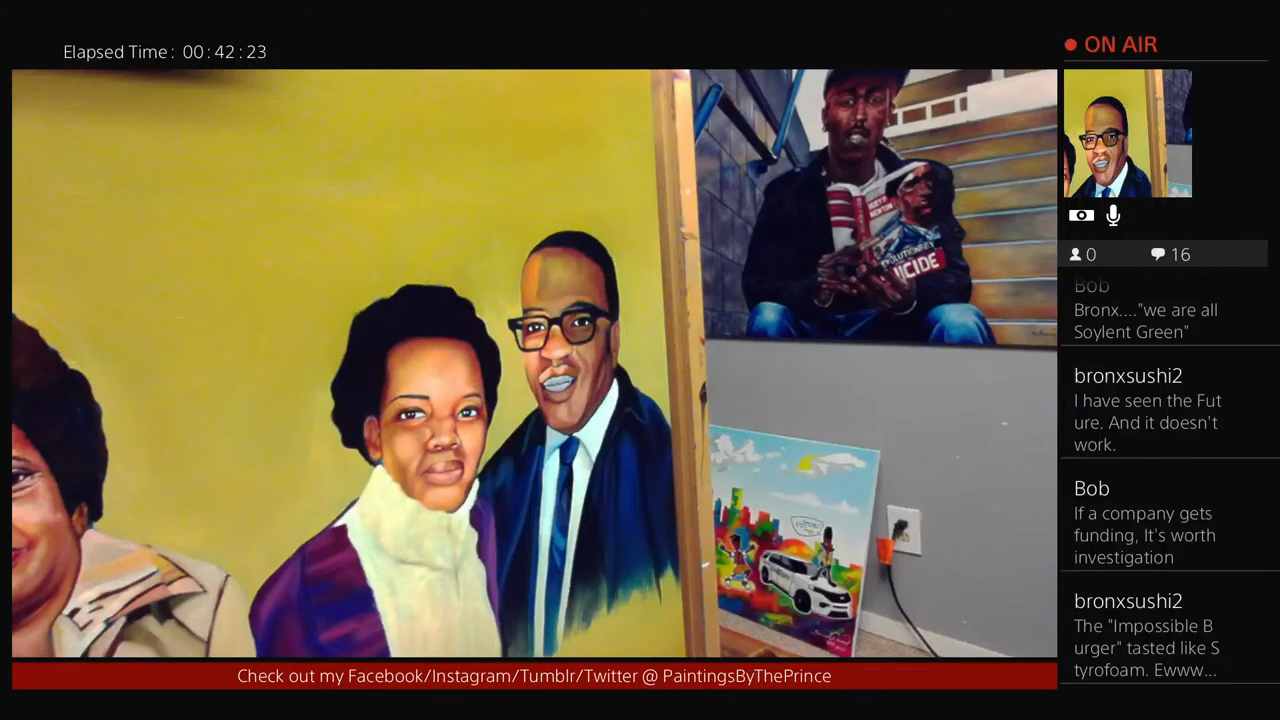 Elapsed Time: 00:42:23
ON AIR
0
16
Bob
Bronx...."we are all
Soylent Green"
bronxsushi2
I have seen the Fut
ure. And it doesn't
work.
Bob
If a company gets
funding, It's worth
investigation
bronxsushi2
The "Impossible B
urger" tasted like S
tyrofoam. Ewww...
HUEY P.
NEWTON
Check out my Facebook/Instagram/Tumblr/Twitter @ PaintingsByThePrince